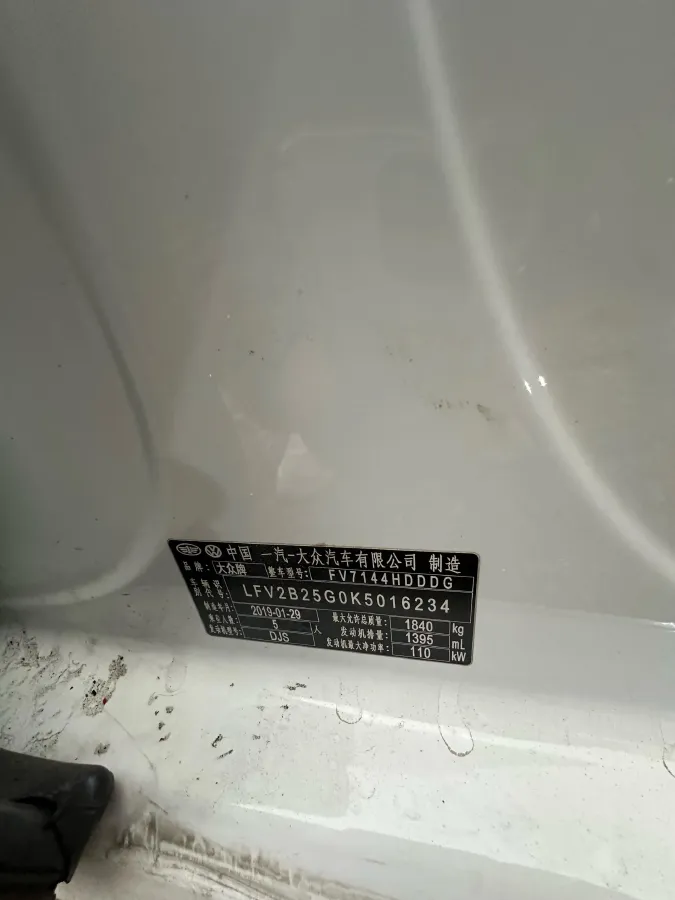 中国 一汽-大众汽车有限公司 制造
品牌: 大众牌 整车型号: FV7144HDDDG
车辆识别代号: LFV2B25G0K5016234
制造年月: 2019-01-29 最大允许总质量: 1840 kg
乘坐人数: 5 人 发动机排量: 1395 mL
发动机型号: DJS 发动机最大净功率: 110 kW